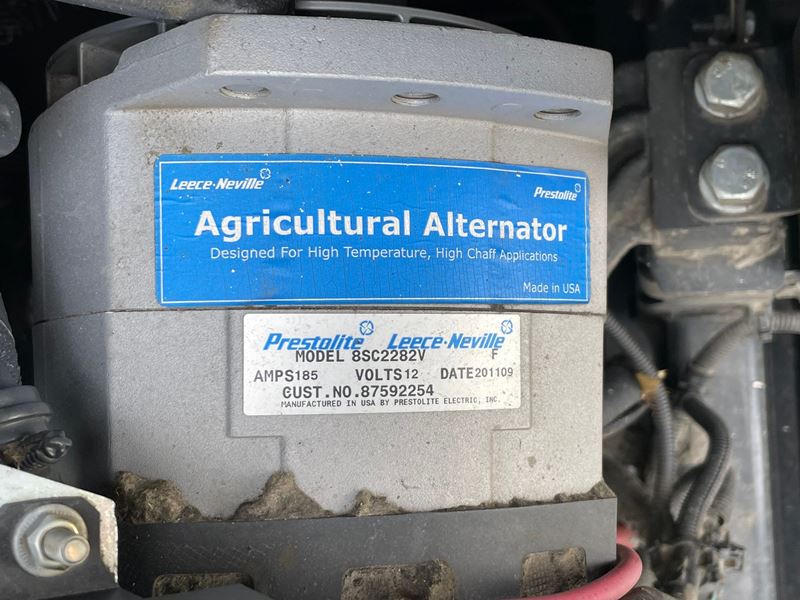 Leece-Neville Prestolite
Agricultural Alternator
Designed For High Temperature, High Chaff Applications
Made in USA
Prestolite Leece-Neville
MODEL 8SC2282V F
AMPS185 VOLTS12 DATE201109
CUST.NO.87592254
MANUFACTURED IN USA BY PRESTOLITE ELECTRIC, INC.